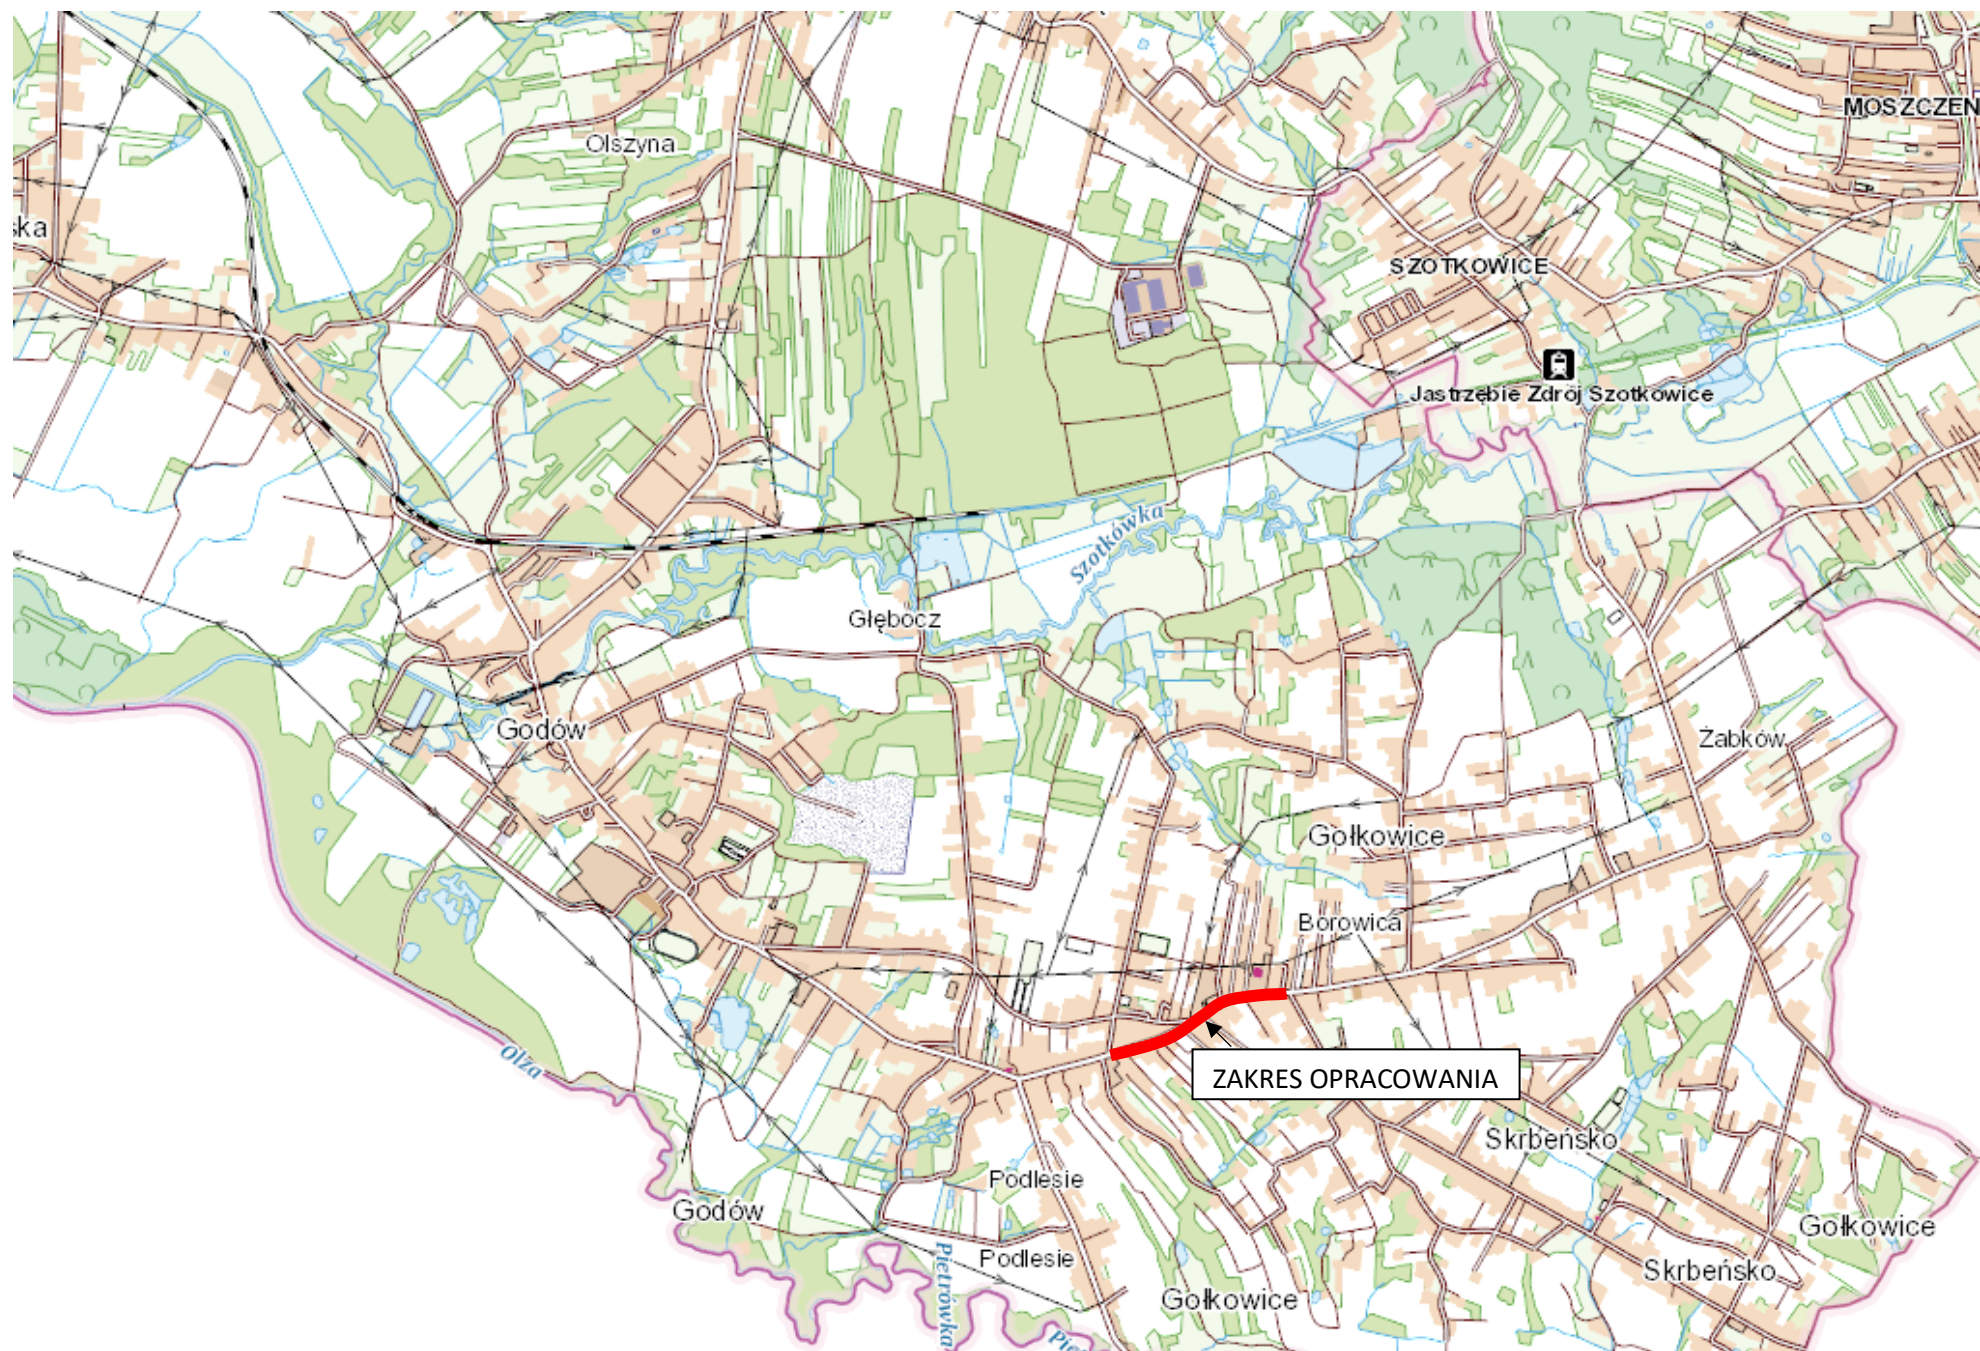 MOSZCZEN
Olszyna
ska
SZOTKOWICE
Jastrzębie Zdrój Szotkowice
Szotkówka
Głębocz
Godów
Żabków
Gołkowice
Borowica
Olza
ZAKRES OPRACOWANIA
Skrbeńsko
Podlesie
Godów
Gołkowice
Podlesie
Pietrówka
Skrbeńsko
Gołkowice
Pie